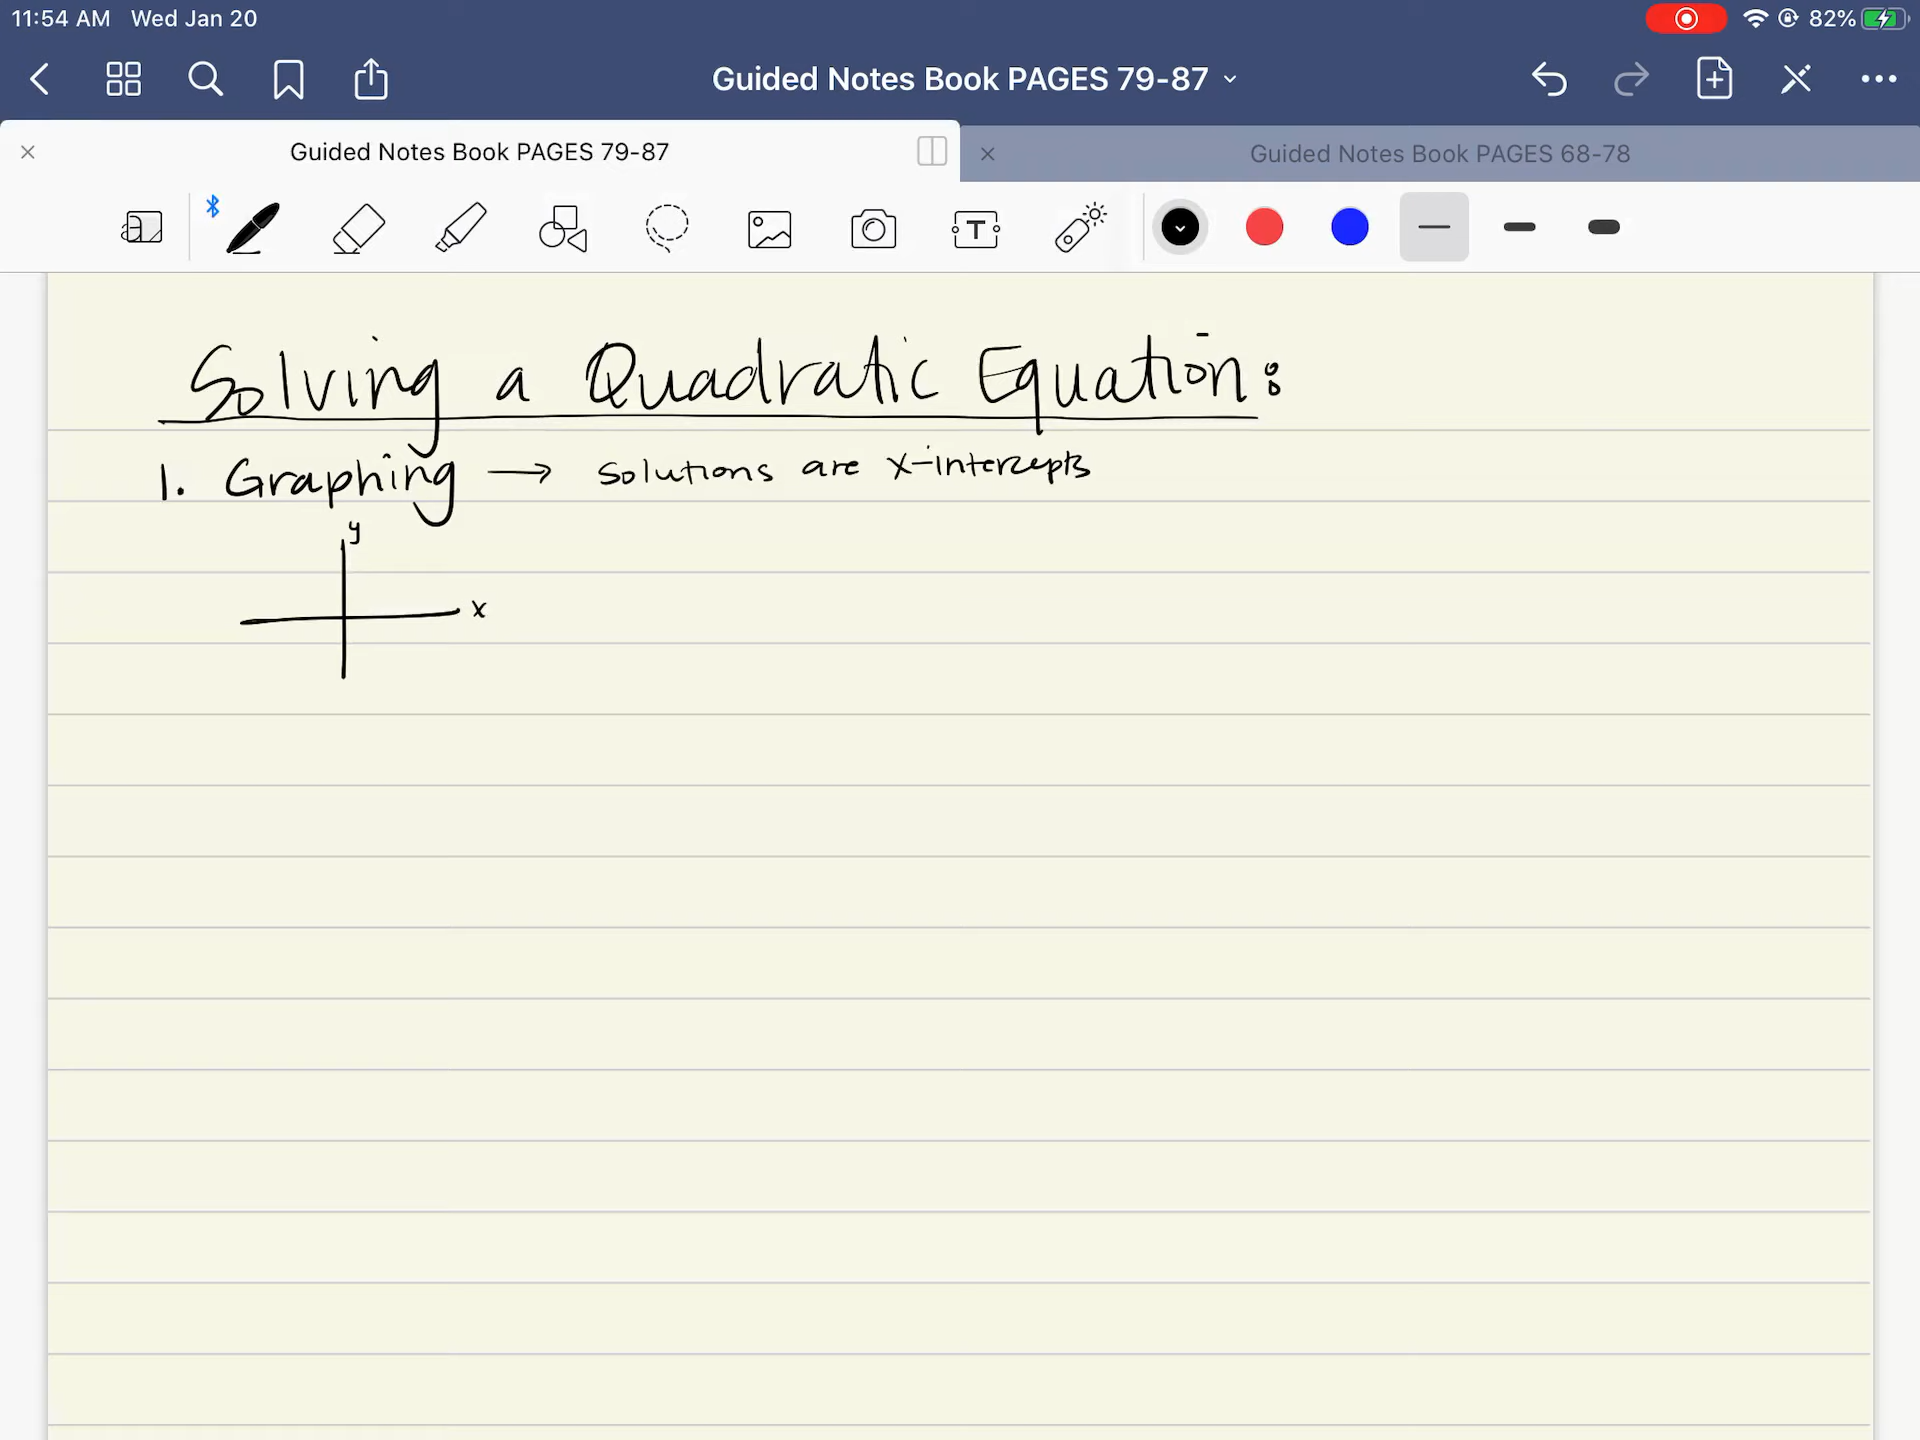 11:54 AM Wed Jan 20 82%
Guided Notes Book PAGES 79-87
Guided Notes Book PAGES 79-87 Guided Notes Book PAGES 68-78
Solving a Quadratic Equation:
1. Graphing → solutions are x-intercepts
y
x